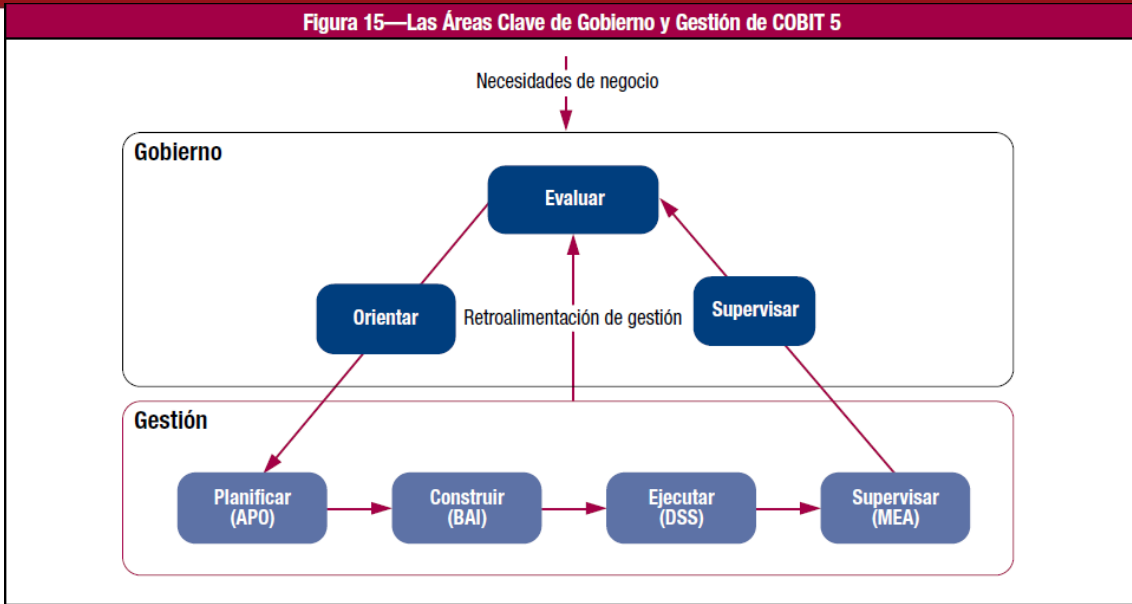 Figura 15—Las Áreas Clave de Gobierno y Gestión de COBIT 5
Necesidades de negocio
Gobierno
Evaluar
Orientar
Retroalimentación de gestión
Supervisar
Gestión
Planificar
(APO)
Construir
(BAI)
Ejecutar
(DSS)
Supervisar
(MEA)